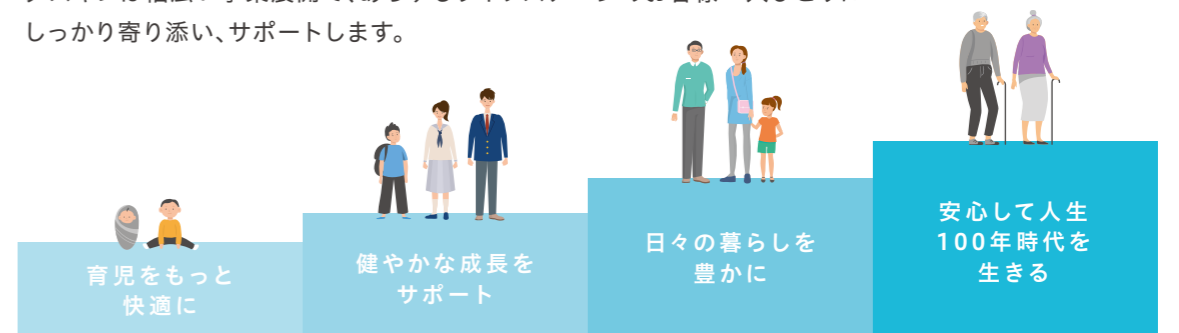 しっかり寄り添い、サポートします。
育児をもっと
快適に
健やかな成長を
サポート
日々の暮らしを
豊かに
安心して人生
100年時代を
生きる